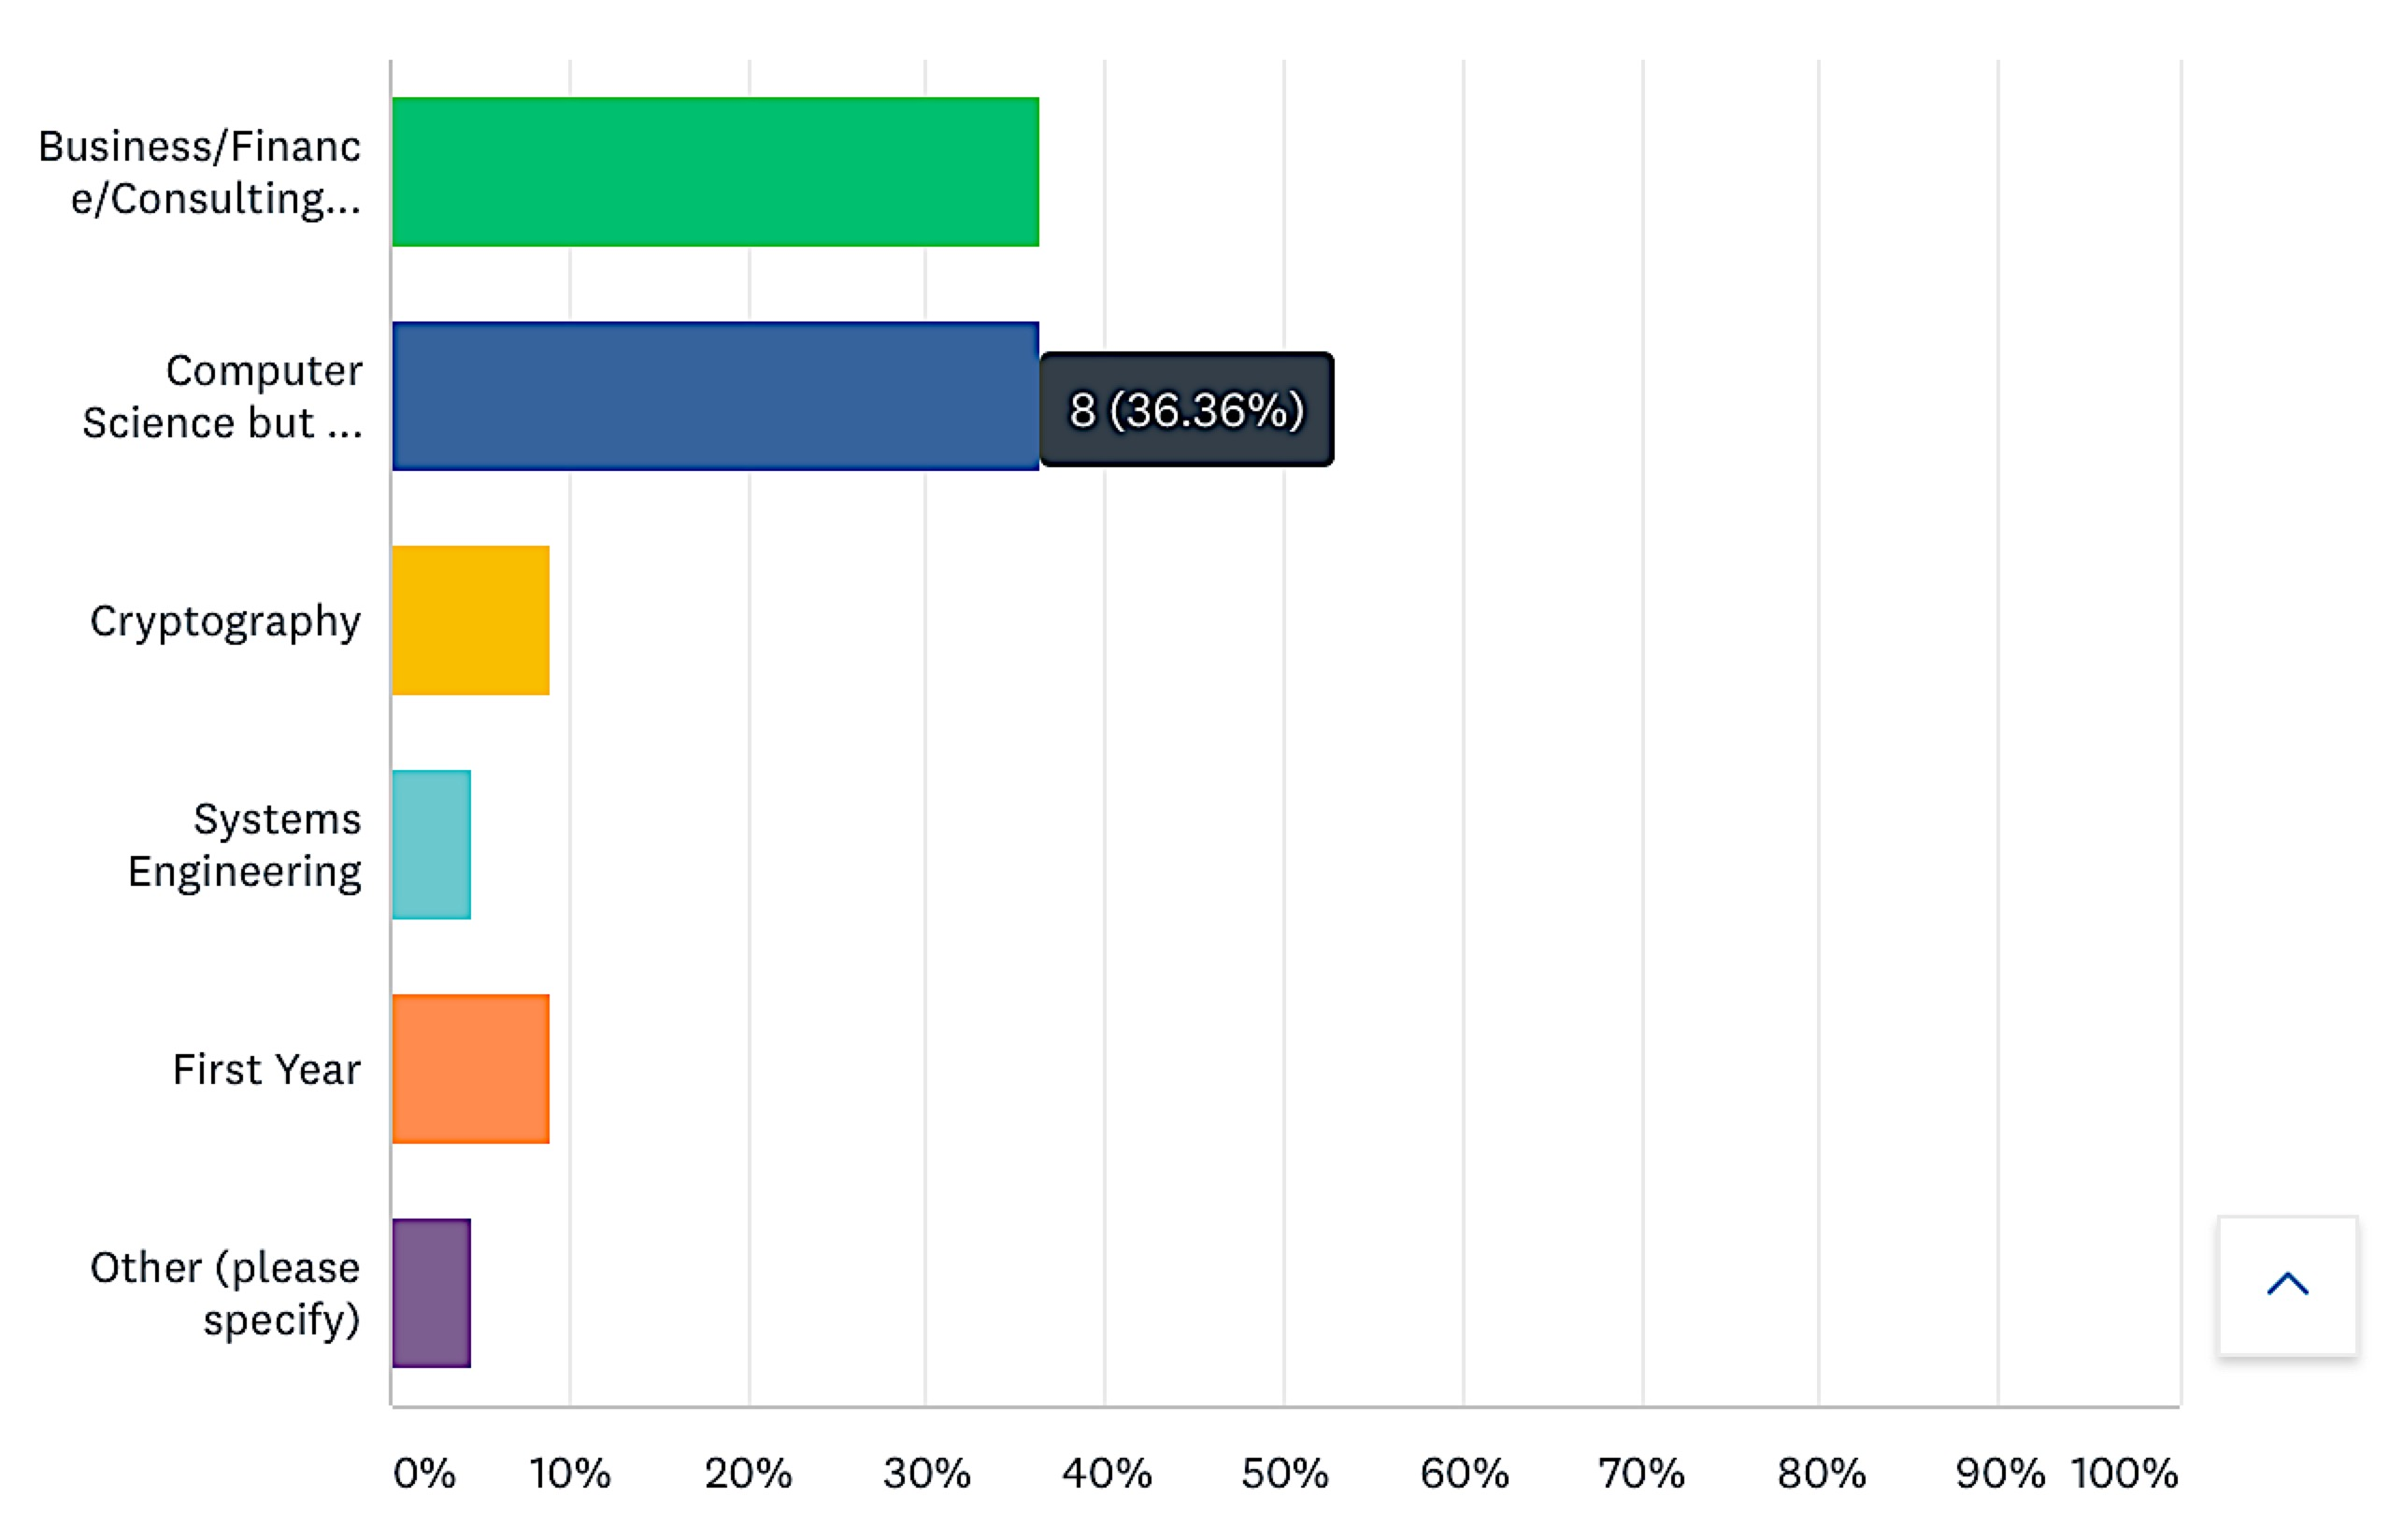 Business/Financ
e/Consulting...
Computer
Science but ...
8 (36.36%)
Cryptography
Systems
Engineering
First Year
Other (please
specify)
0% 10% 20% 30% 40% 50% 60% 70% 80% 90% 100%